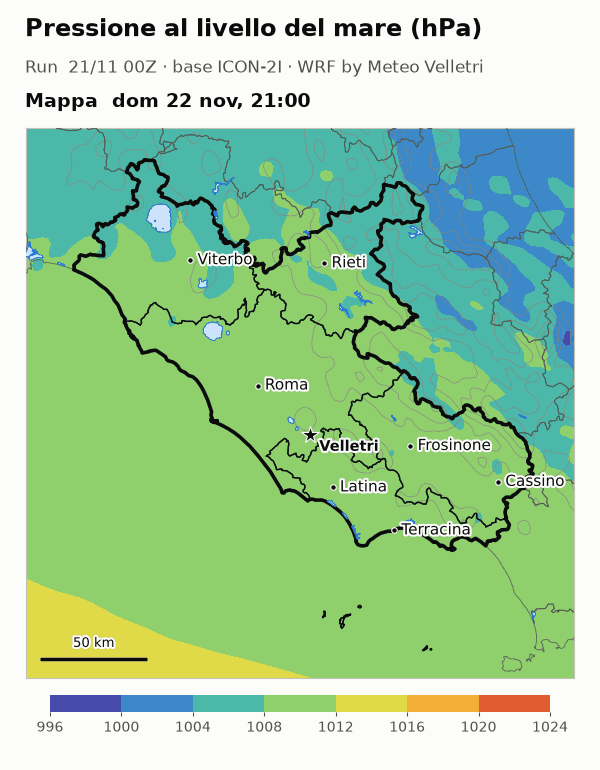 Pressione al livello del mare (hPa)
Run  21/11 00Z · base ICON-2I · WRF by Meteo Velletri
Mappa  dom 22 nov, 21:00
Viterbo
Rieti
Roma
Velletri
Frosinone
Cassino
Latina
Terracina
50 km
996 1000 1004 1008 1012 1016 1020 1024